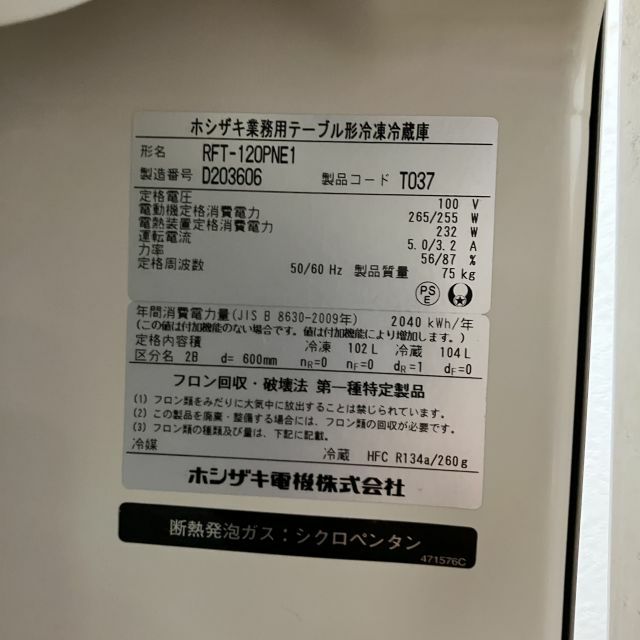 ホシザキ業務用テーブル形冷凍冷蔵庫
形名 RFT-120PNE1
製造番号 D203606 製品コード T037
定格電圧 100 V
電動機定格消費電力 265/255 W
電熱装置定格消費電力 232 W
運転電流 5.0/3.2 A
力率 56/87 %
定格周波数 50/60 Hz 製品質量 75 kg
PS
E
年間消費電力量(JIS B 8630-2009年) 2040 kWh/年
(この値は付加機能のない場合です。値は付加機能により増加します。)
定格内容積 冷凍 102 L 冷蔵 104 L
区分名 2B d= 600mm nR=0 nF=0 dR=1 dF=0
フロン回収・破壊法 第一種特定製品
(1) フロン類をみだりに大気中に放出することは禁じられています。
(2) この製品を廃棄・整備する場合には、フロン類の回収が必要です。
(3) フロン類の種類及び量は、下記に記載。
冷媒 冷蔵 HFC R134a/260g
ホシザキ電機株式会社
断熱発泡ガス：シクロペンタン
471576C